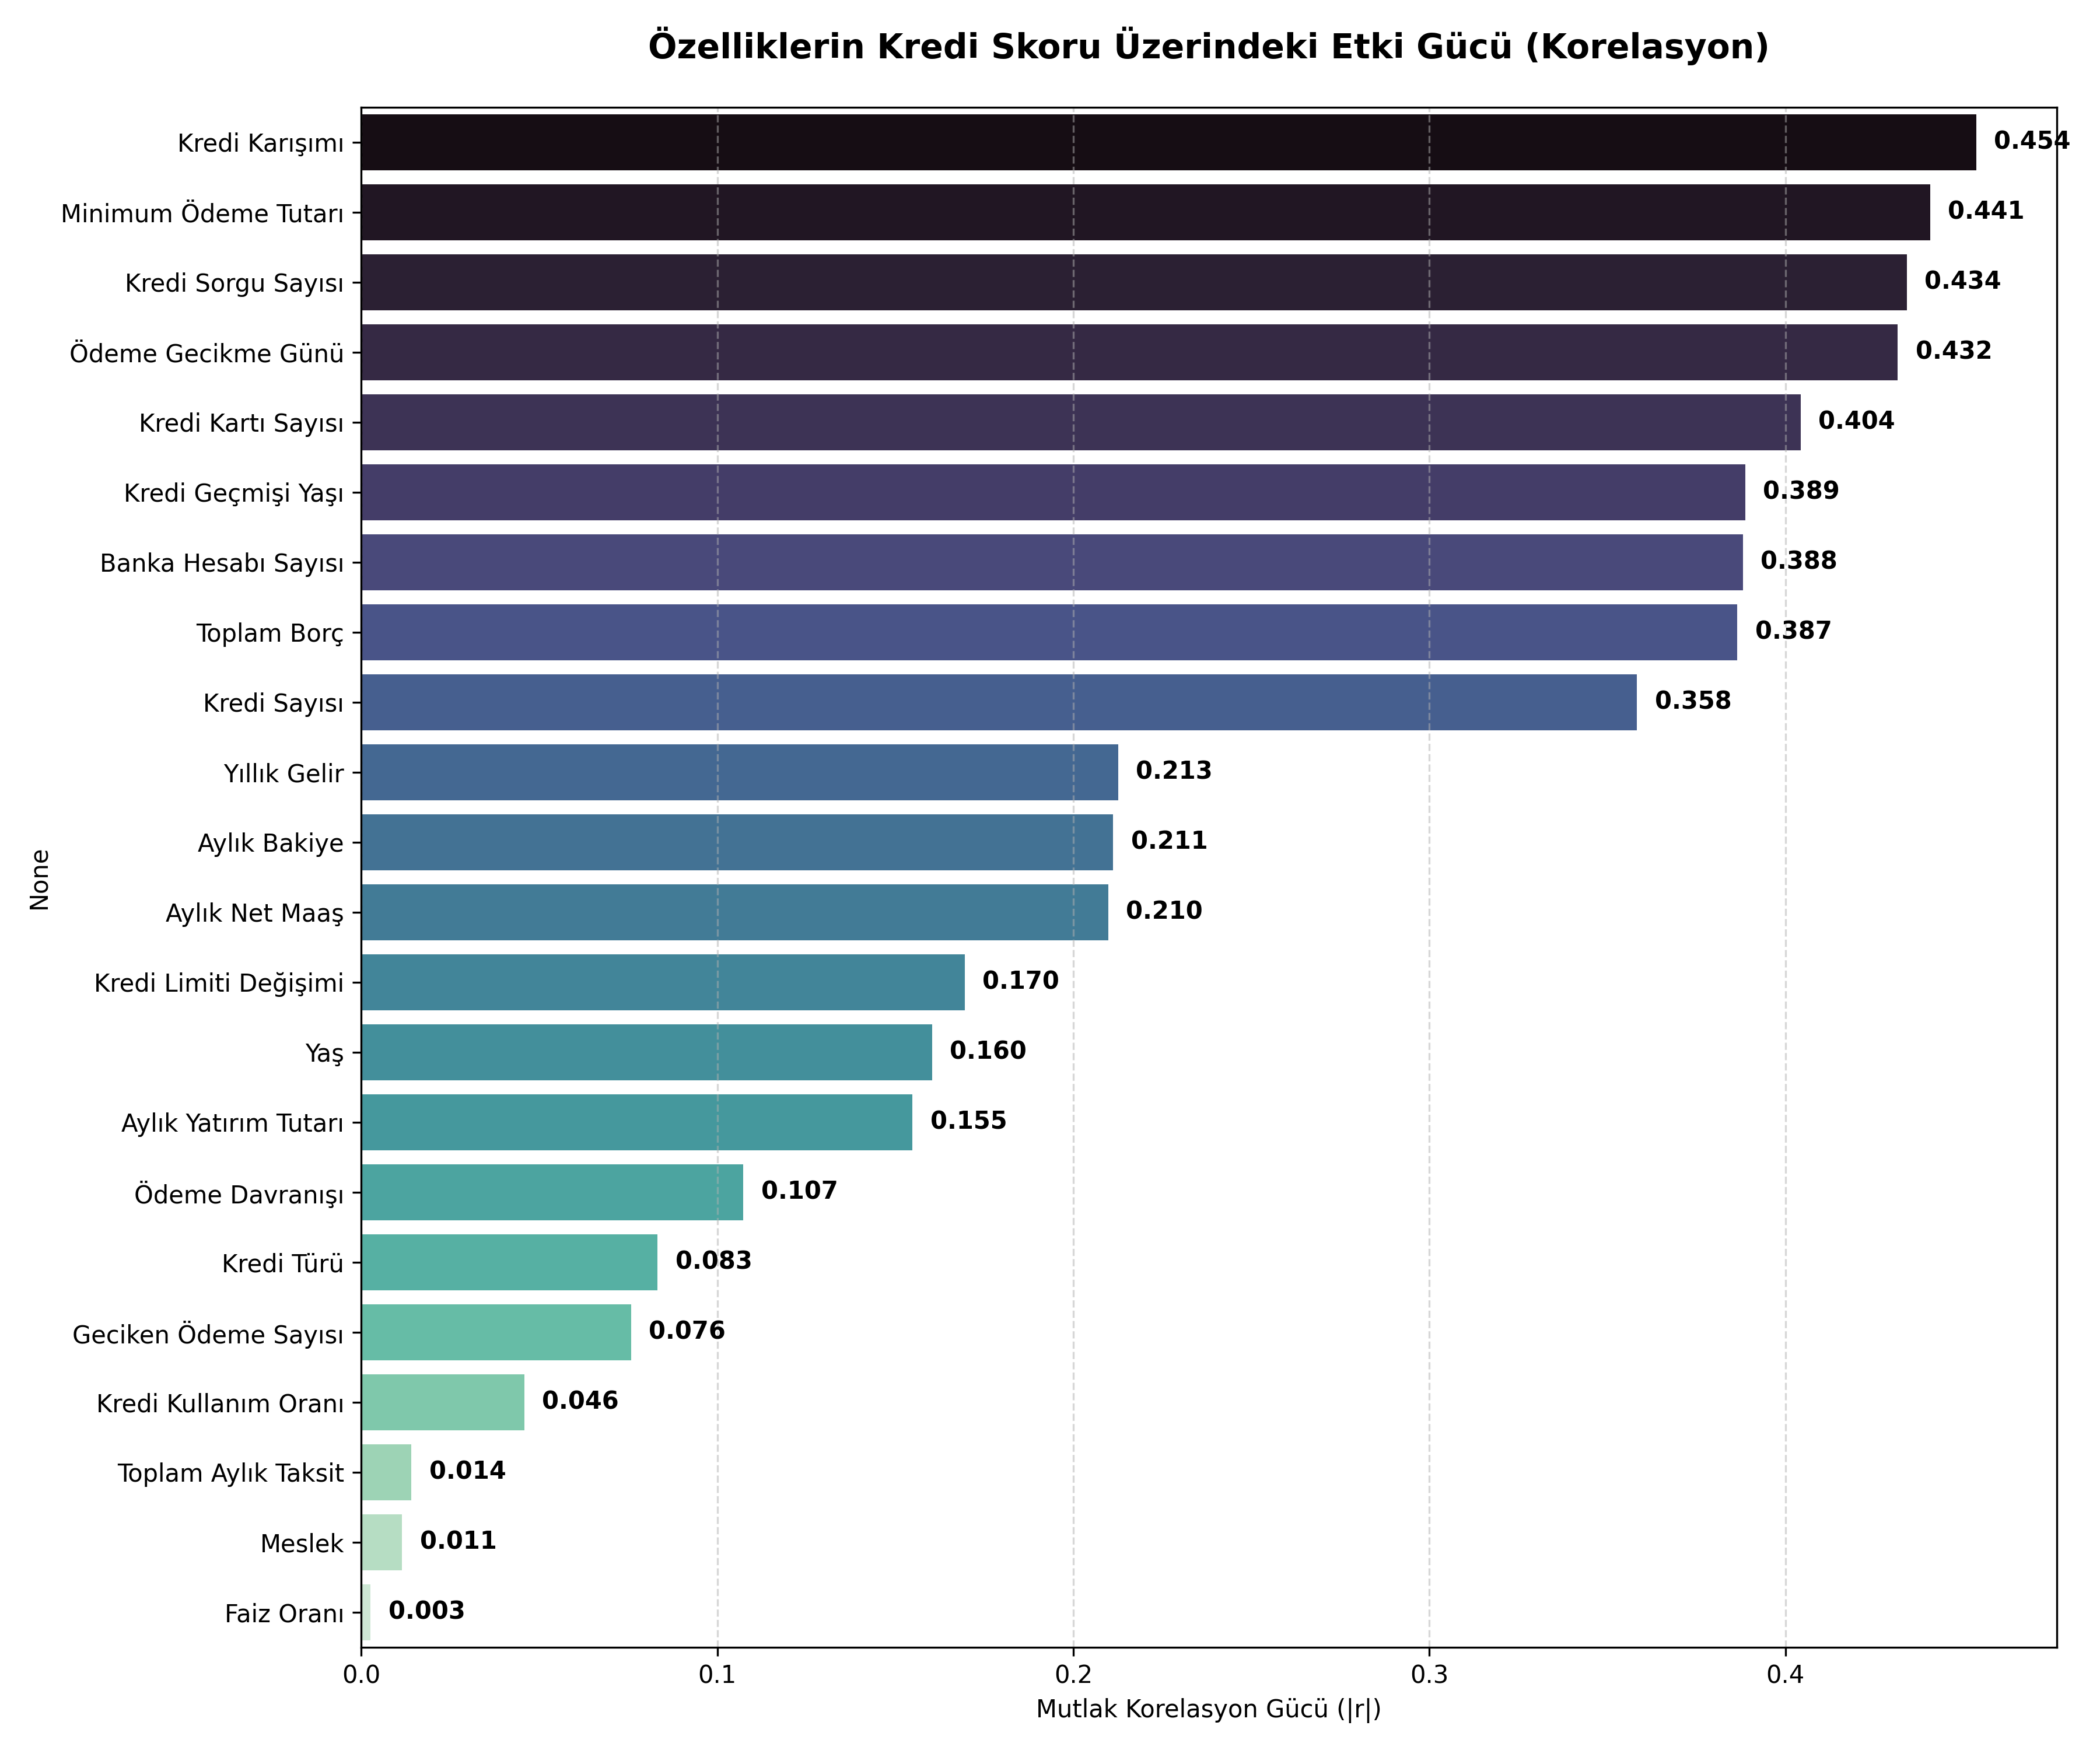 Özelliklerin Kredi Skoru Üzerindeki Etki Gücü (Korelasyon)
Kredi Karışımı 0.454
Minimum Ödeme Tutarı 0.441
Kredi Sorgu Sayısı 0.434
Ödeme Gecikme Günü 0.432
Kredi Kartı Sayısı 0.404
Kredi Geçmişi Yaşı 0.389
Banka Hesabı Sayısı 0.388
Toplam Borç 0.387
Kredi Sayısı 0.358
Yıllık Gelir 0.213
Aylık Bakiye 0.211
Aylık Net Maaş 0.210
Kredi Limiti Değişimi 0.170
Yaş 0.160
Aylık Yatırım Tutarı 0.155
Ödeme Davranışı 0.107
Kredi Türü 0.083
Geciken Ödeme Sayısı 0.076
Kredi Kullanım Oranı 0.046
Toplam Aylık Taksit 0.014
Meslek 0.011
Faiz Oranı 0.003
None
0.0 0.1 0.2 0.3 0.4
Mutlak Korelasyon Gücü (|r|)